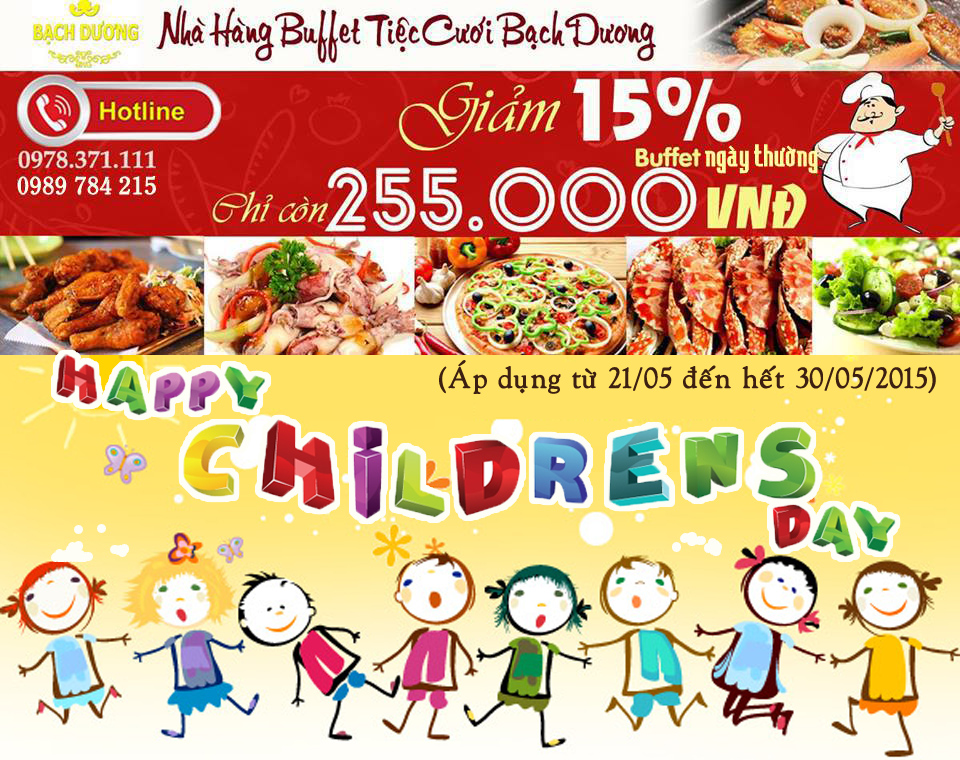 BẠCH DƯƠNG
Nhà Hàng Buffet Tiệc Cưới Bạch Dương
Hotline
0978.371.111
0989 784 215
Giảm 15%
Buffet ngày thường
Chỉ còn 255.000 VNĐ
(Áp dụng từ 21/05 đến hết 30/05/2015)
HAPPY
CHiLDRENS
DAY